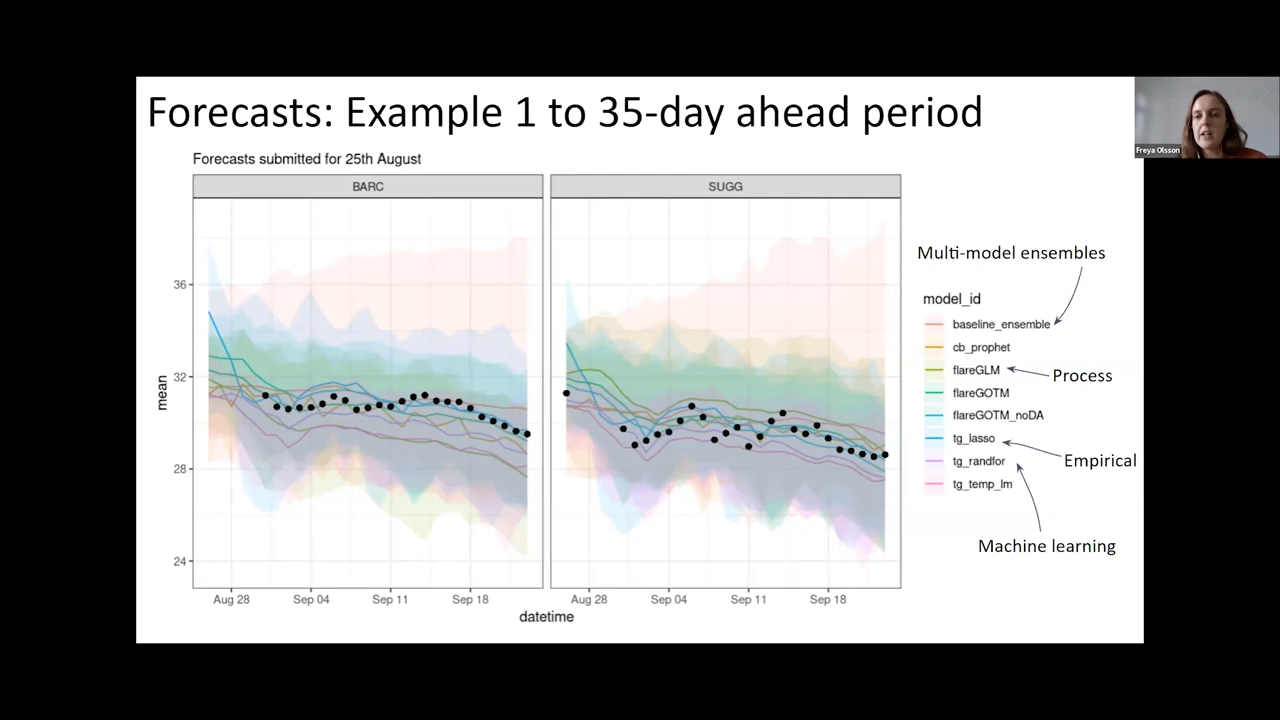 Forecasts: Example 1 to 35-day ahead period
Freya Olsson
Forecasts submitted for 25th August
BARC
SUGG
mean
36
32
28
24
Aug 28
Sep 04
Sep 11
Sep 18
Aug 28
Sep 04
Sep 11
Sep 18
datetime
Multi-model ensembles
model_id
baseline_ensemble
cb_prophet
flareGLM
Process
flareGOTM
flareGOTM_noDA
tg_lasso
Empirical
tg_randfor
tg_temp_lm
Machine learning